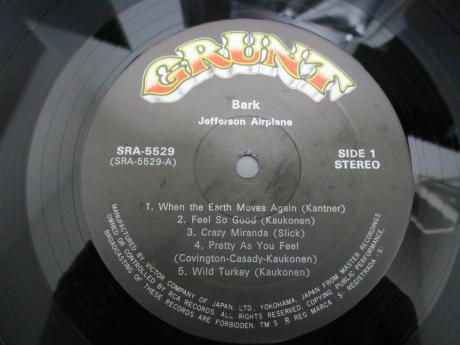 GRUNT
Bark
Jefferson Airplane
SRA-5529
(SRA-5529-A)
SIDE 1
STEREO
1. When the Earth Moves Again (Kantner)
2. Feel So Good (Kaukonen)
3. Crazy Miranda (Slick)
4. Pretty As You Feel
(Covington-Casady-Kaukonen)
5. Wild Turkey (Kaukonen)
MANUFACTURED BY VICTOR COMPANY OF JAPAN, LTD., YOKOHAMA, JAPAN FROM MASTER RECORDINGS
OWNED OR CONTROLLED BY RCA RECORDS. ALL RIGHTS RESERVED. COPYING PUBLIC PERFORMANCE.
BROADCASTING OF THESE RECORDS ARE FORBIDDEN. TM S ® REG MARCA (S) REGISTRADA (S)